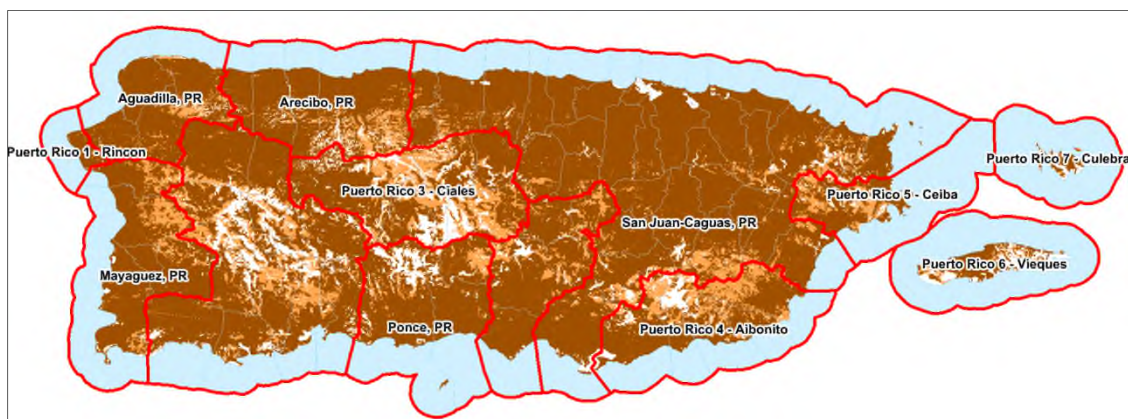 Aguadilla, PR
Arecibo, PR
Puerto Rico 1 - Rincon
Puerto Rico 7 - Culebra
Puerto Rico 3 - Ciales
Puerto Rico 5 - Ceiba
San Juan-Caguas, PR
Puerto Rico 6 - Vieques
Mayaguez, PR
Ponce, PR
Puerto Rico 4 - Aibonito